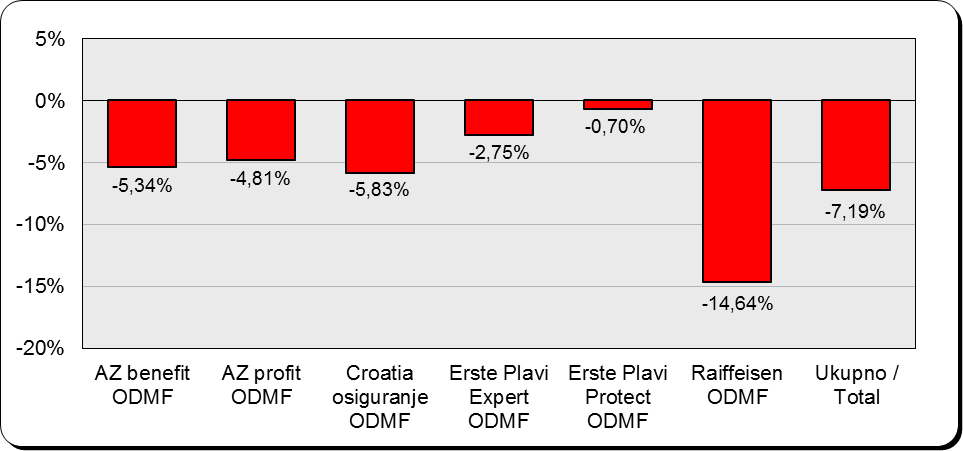 5%
0%
-5%
-10%
-15%
-20%
-5,34%
-4,81%
-5,83%
-2,75%
-0,70%
-14,64%
-7,19%
AZ benefit
ODMF
AZ profit
ODMF
Croatia
osiguranje
ODMF
Erste Plavi
Expert
ODMF
Erste Plavi
Protect
ODMF
Raiffeisen
ODMF
Ukupno /
Total